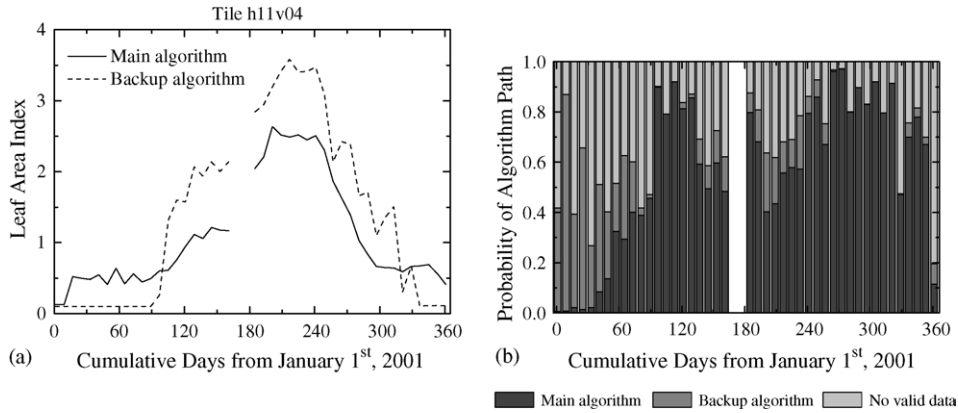 Tile h11v04
4
3
2
1
0
Leaf Area Index
Main algorithm
Backup algorithm
0 60 120 180 240 300 360
(a) Cumulative Days from January 1st, 2001
1.0
0.8
0.6
0.4
0.2
0.0
Probability of Algorithm Path
0 60 120 180 240 300 360
(b) Cumulative Days from January 1st, 2001
Main algorithm Backup algorithm No valid data